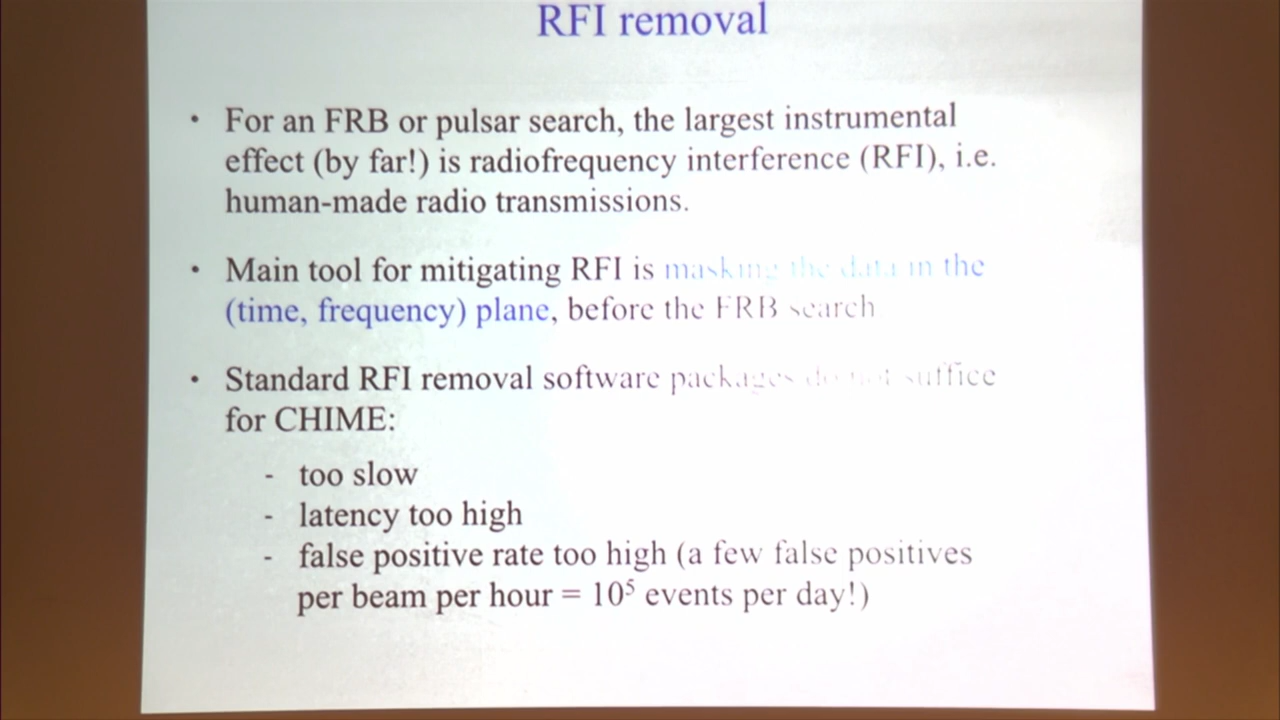 RFI removal
• For an FRB or pulsar search, the largest instrumental
effect (by far!) is radiofrequency interference (RFI), i.e.
human-made radio transmissions.
• Main tool for mitigating RFI is masking the data in the
(time, frequency) plane, before the FRB search
• Standard RFI removal software packages do not suffice
for CHIME:
- too slow
- latency too high
- false positive rate too high (a few false positives
per beam per hour = 10⁵ events per day!)